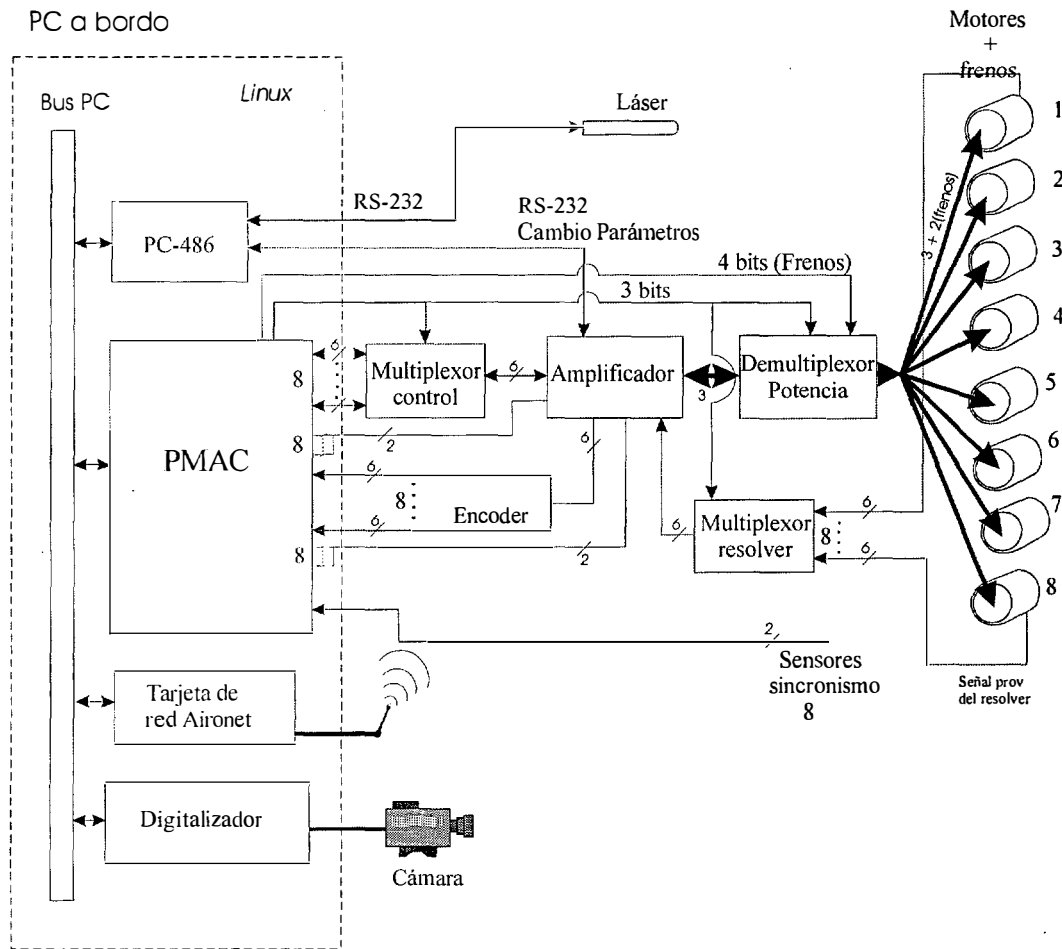 PC a bordo
Motores
+
frenos
Bus PC
Linux
Láser
1
2
3
4
5
6
7
8
RS-232
RS-232
Cambio Parámetros
PC-486
4 bits (Frenos)
3 bits
3 + 2(frenos)
6
8
6
Multiplexor
control
6
Amplificador
3
Demultiplexor
Potencia
PMAC
8
2
6
6
8
6
Encoder
8
2
6
Multiplexor
resolver
6
8
6
2
Sensores
sincronismo
8
Señal prov
del resolver
Tarjeta de
red Aironet
Digitalizador
Cámara